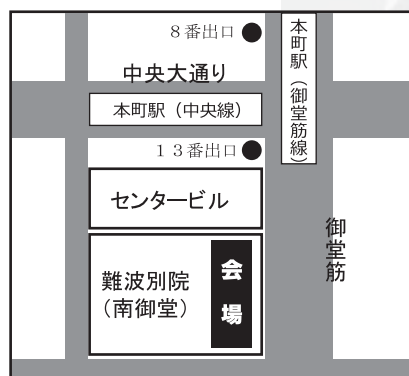 8番出口
本町駅（御堂筋線）
中央大通り
本町駅（中央線）
13番出口
センタービル
御堂筋
難波別院
（南御堂）
会場